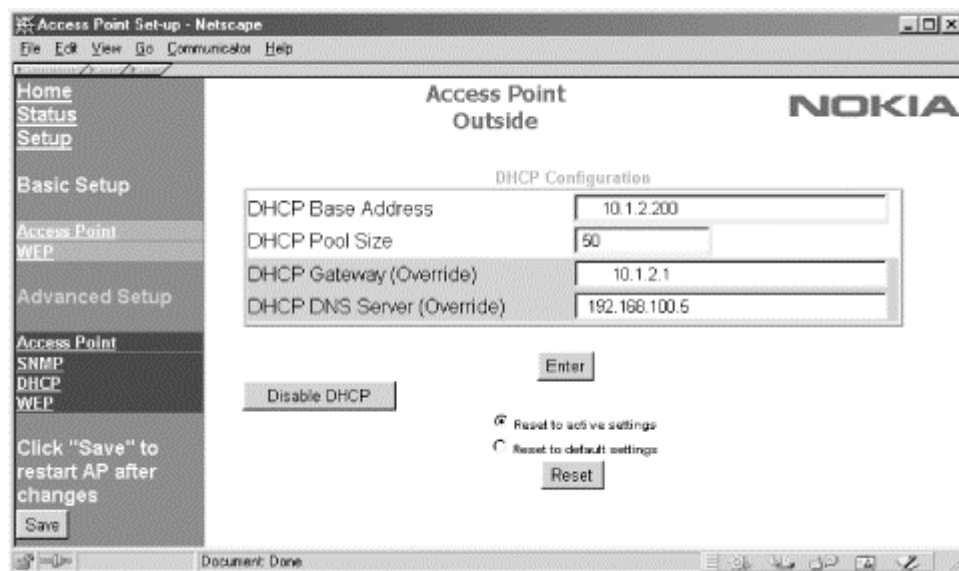 Access Point Set-up - Netscape
File Edit View Go Communicator Help
Home
Status
Setup
Basic Setup
Access Point
WEP
Advanced Setup
Access Point
SNMP
DHCP
WEP
Click "Save" to
restart AP after
changes
Save
Access Point
Outside
NOKIA
DHCP Configuration
DHCP Base Address 10.1.2.200
DHCP Pool Size 50
DHCP Gateway (Override) 10.1.2.1
DHCP DNS Server (Override) 192.168.100.5
Enter
Disable DHCP
Reset to active settings
Reset to default settings
Reset
Document: Done